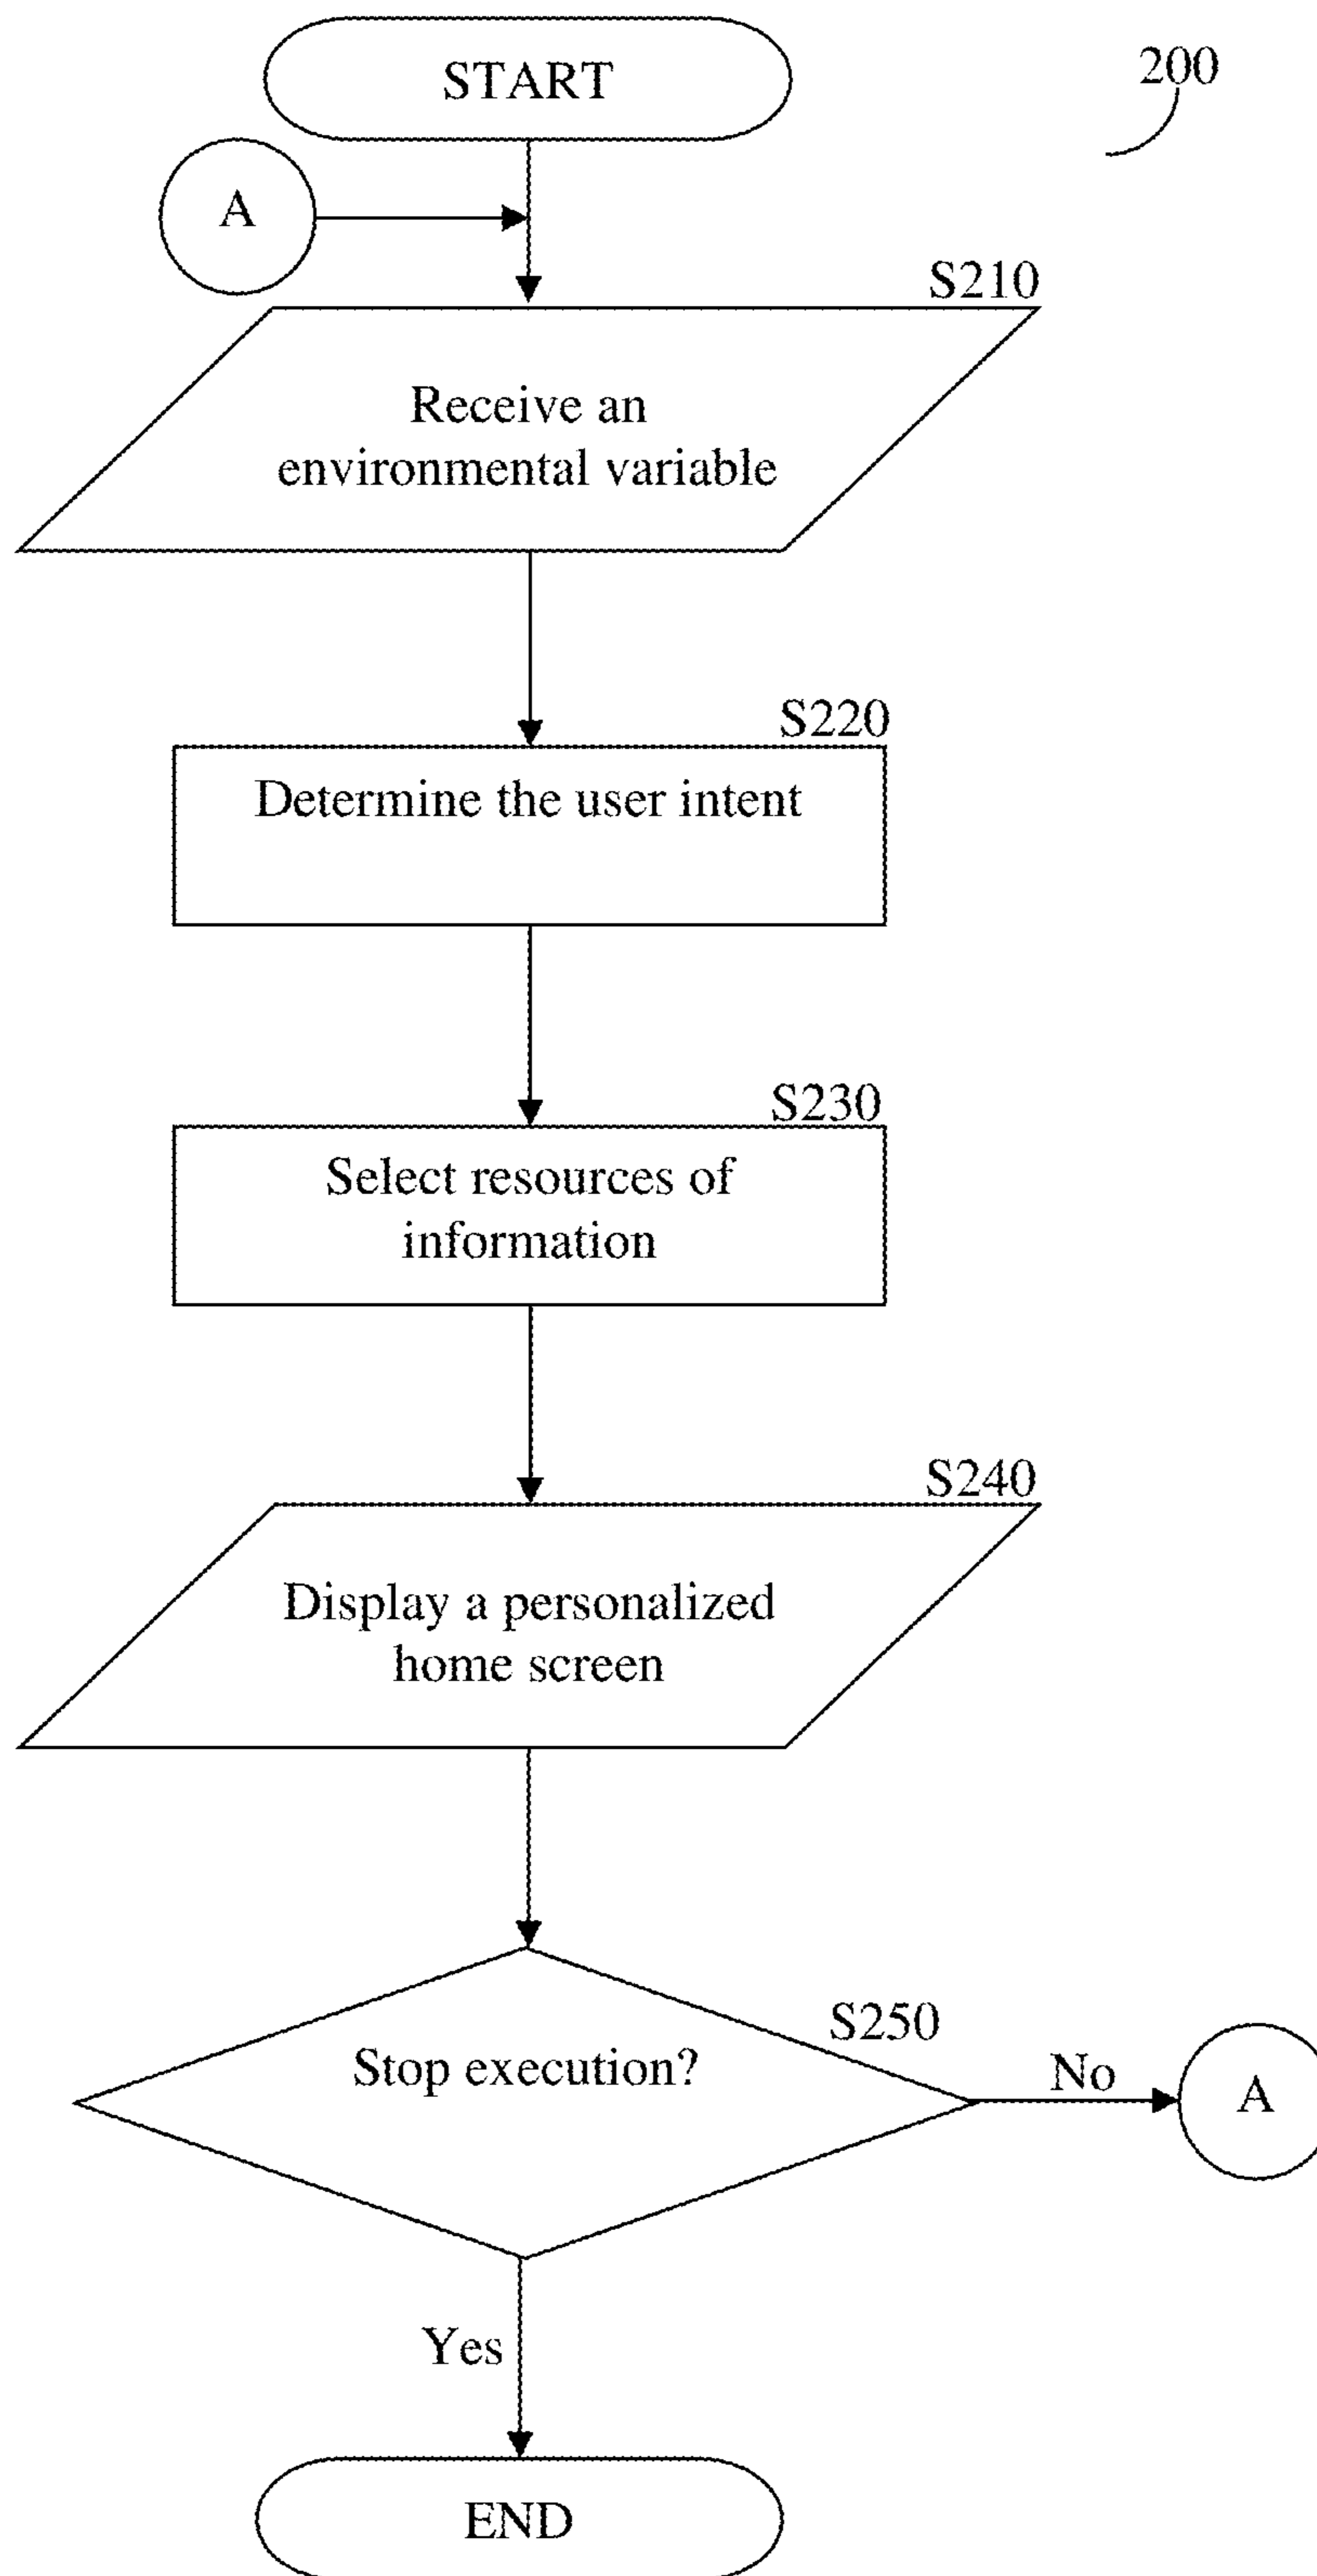 START
200
A
S210
Receive an
environmental variable
S220
Determine the user intent
S230
Select resources of
information
S240
Display a personalized
home screen
S250
Stop execution?
No
A
Yes
END